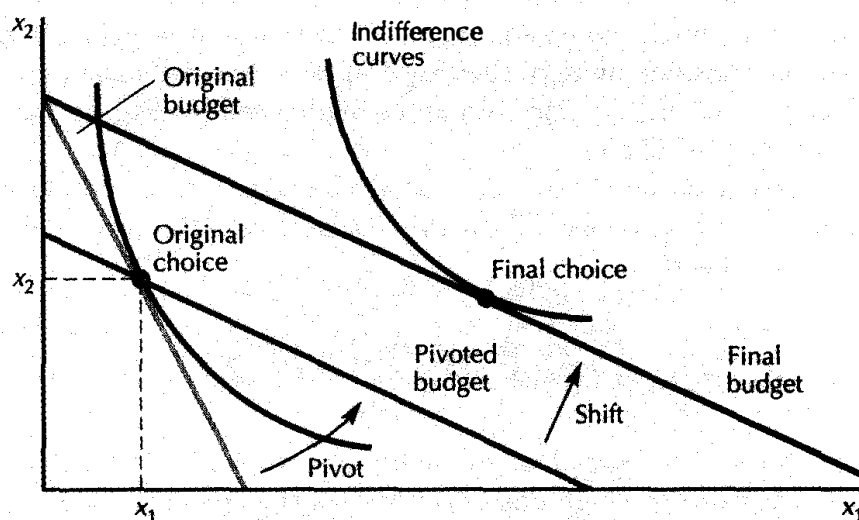 x2
Indifference
curves
Original
budget
Original
choice
x2
Final choice
Pivoted
budget
Final
budget
Shift
Pivot
x1
x1